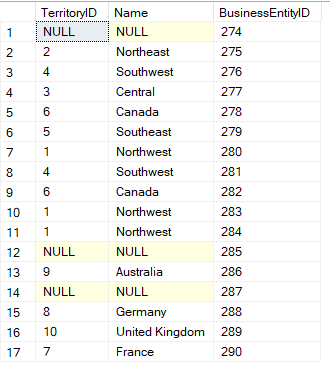 TerritoryID Name BusinessEntityID
1 NULL NULL 274
2 2 Northeast 275
3 4 Southwest 276
4 3 Central 277
5 6 Canada 278
6 5 Southeast 279
7 1 Northwest 280
8 4 Southwest 281
9 6 Canada 282
10 1 Northwest 283
11 1 Northwest 284
12 NULL NULL 285
13 9 Australia 286
14 NULL NULL 287
15 8 Germany 288
16 10 United Kingdom 289
17 7 France 290